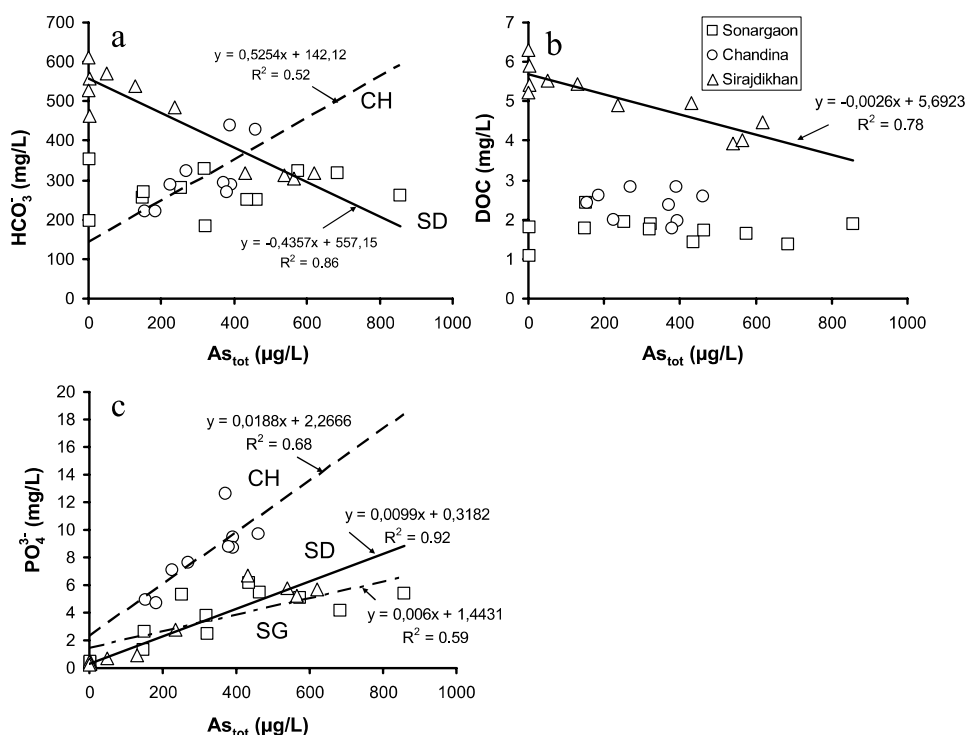 a
HCO₃⁻ (mg/L)
700
600
500
400
300
200
100
0
y = 0,5254x + 142,12
R² = 0.52
CH
SD
y = -0,4357x + 557,15
R² = 0.86
0 200 400 600 800 1000
As_tot (µg/L)
b
DOC (mg/L)
7
6
5
4
3
2
1
0
Sonargaon
Chandina
Sirajdikhan
y = -0,0026x + 5,6923
R² = 0.78
0 200 400 600 800 1000
As_tot (µg/L)
c
PO₄³⁻ (mg/L)
20
18
16
14
12
10
8
6
4
2
0
y = 0,0188x + 2,2666
R² = 0.68
CH
y = 0,0099x + 0,3182
R² = 0.92
SD
SG
y = 0,006x + 1,4431
R² = 0.59
0 200 400 600 800 1000
As_tot (µg/L)